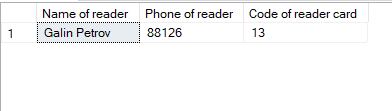 Name of reader Phone of reader Code of reader card
1 Galin Petrov 88126 13